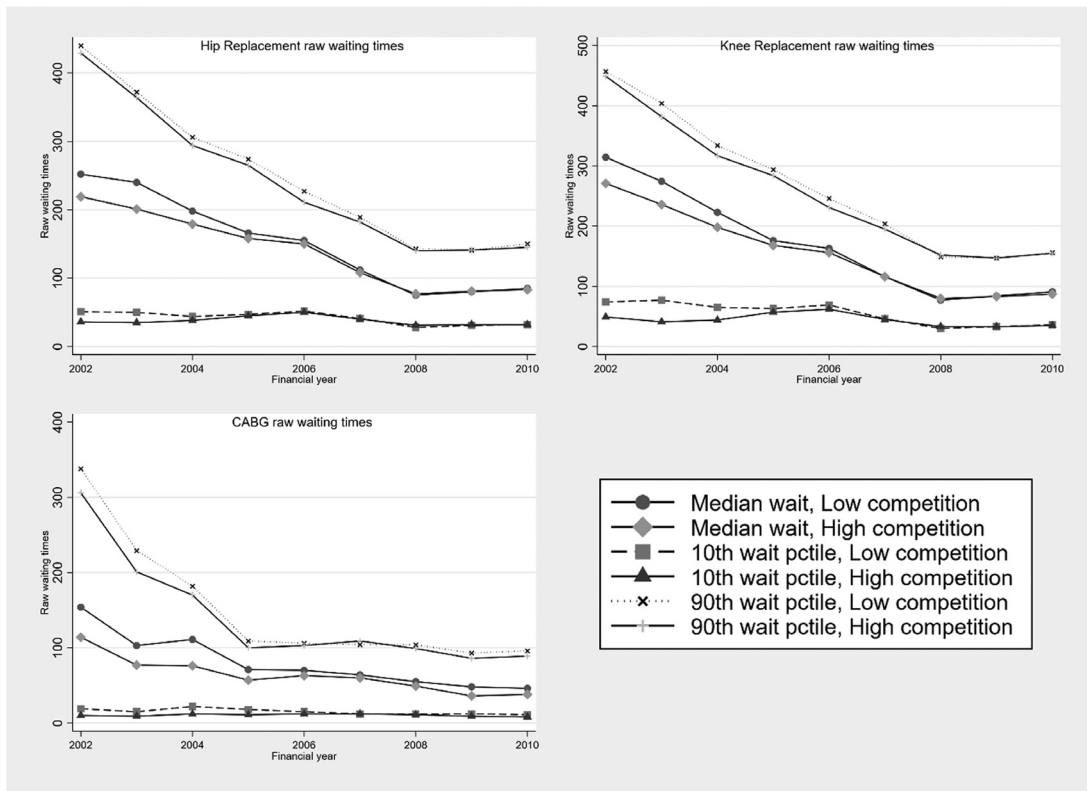 Hip Replacement raw waiting times
Raw waiting times
400
300
200
100
0
2002 2004 2006 2008 2010
Financial year
Knee Replacement raw waiting times
Raw waiting times
500
400
300
200
100
0
2002 2004 2006 2008 2010
Financial year
CABG raw waiting times
Raw waiting times
400
300
200
100
0
2002 2004 2006 2008 2010
Financial year
Median wait, Low competition
Median wait, High competition
10th wait pctile, Low competition
10th wait pctile, High competition
90th wait pctile, Low competition
90th wait pctile, High competition